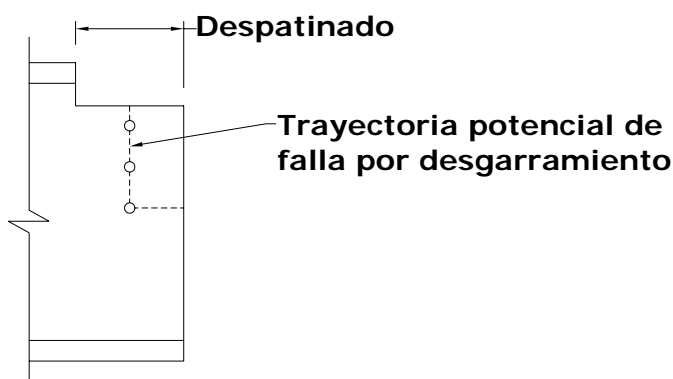 Despatinado
Trayectoria potencial de
falla por desgarramiento